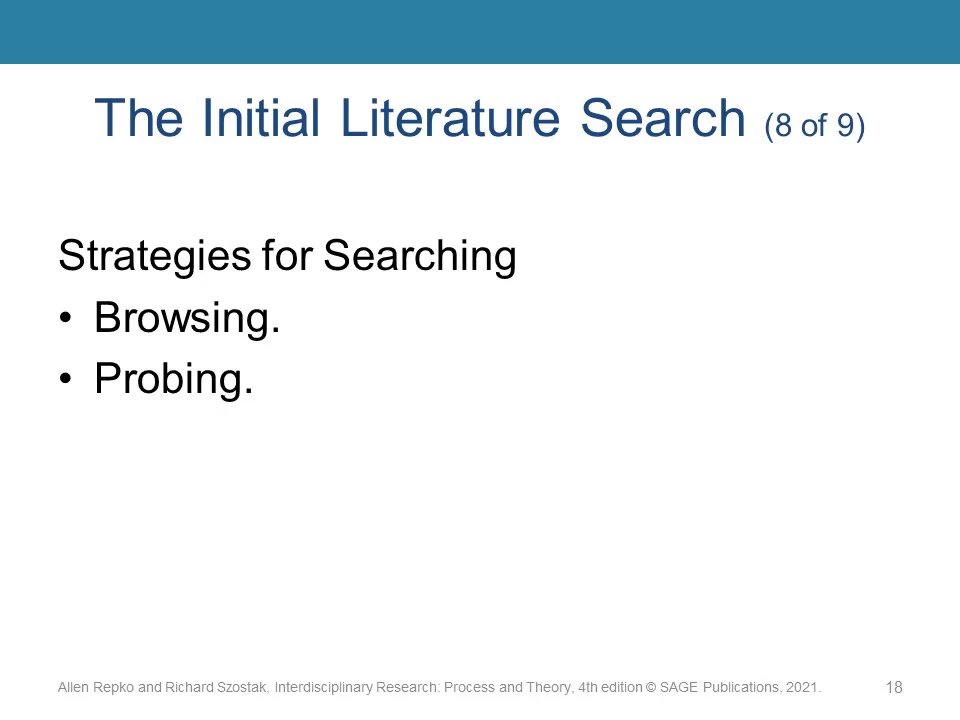 The Initial Literature Search (8 of 9)
Strategies for Searching
• Browsing.
• Probing.
Allen Repko and Richard Szostak, Interdisciplinary Research: Process and Theory, 4th edition © SAGE Publications, 2021.
18